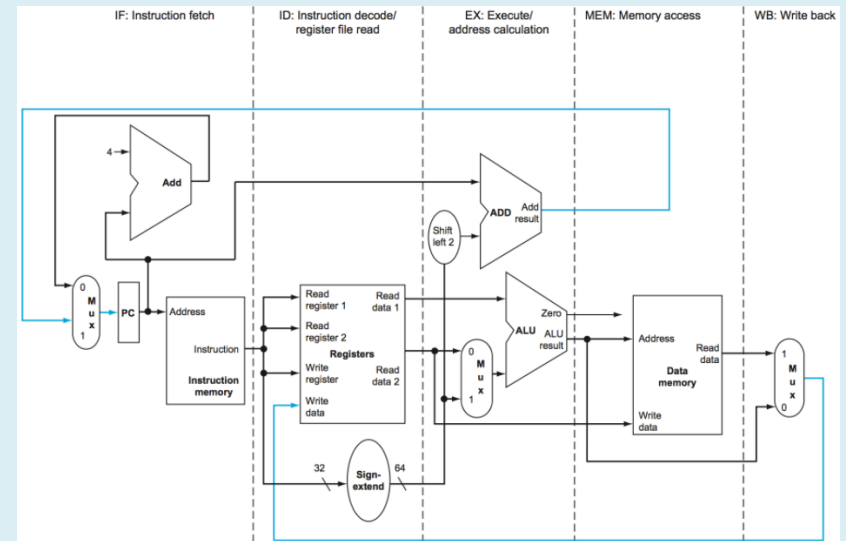 IF: Instruction fetch
ID: Instruction decode/
register file read
EX: Execute/
address calculation
MEM: Memory access
WB: Write back
4
Add
ADD
Add
result
Shift
left 2
0
M
u
x
1
PC
Address
Instruction
Instruction
memory
Read
register 1
Read
data 1
Read
register 2
Registers
Write
register
Read
data 2
Write
data
0
M
u
x
1
Zero
ALU
ALU
result
Address
Read
data
Data
memory
Write
data
1
M
u
x
0
32
Sign-
extend
64